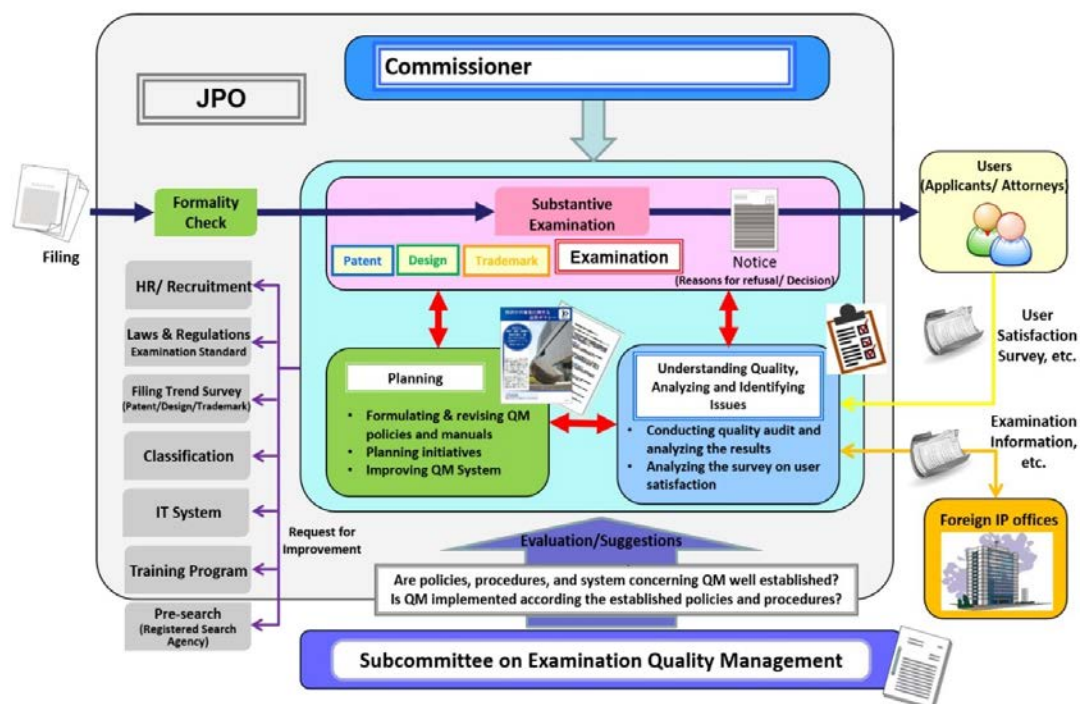 Commissioner
JPO
Users
(Applicants/ Attorneys)
Filing
Formality
Check
Substantive
Examination
Patent
Design
Trademark
Examination
Notice
(Reasons for refusal/ Decision)
HR/ Recruitment
Laws & Regulations
Examination Standard
Filing Trend Survey
(Patent/Design/Trademark)
Classification
IT System
Training Program
Pre-search
(Registered Search
Agency)
Request for
Improvement
Planning
• Formulating & revising QM
policies and manuals
• Planning initiatives
• Improving QM System
Understanding Quality,
Analyzing and Identifying
Issues
• Conducting quality audit and
analyzing the results
• Analyzing the survey on user
satisfaction
User
Satisfaction
Survey, etc.
Examination
Information,
etc.
Foreign IP offices
Evaluation/Suggestions
Are policies, procedures, and system concerning QM well established?
Is QM implemented according the established policies and procedures?
Subcommittee on Examination Quality Management